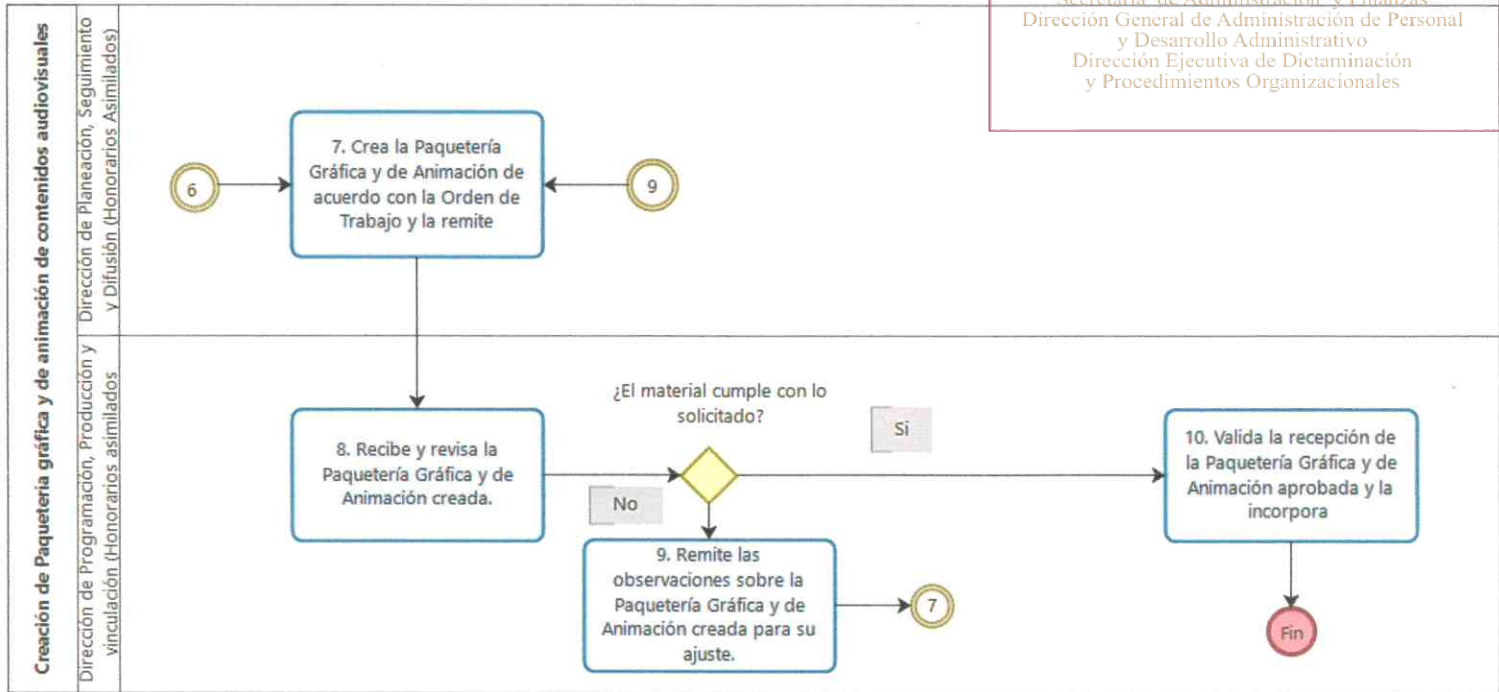 Secretaría de Administración y Finanzas
Dirección General de Administración de Personal
y Desarrollo Administrativo
Dirección Ejecutiva de Dictaminación
y Procedimientos Organizacionales
Creación de Paquetería gráfica y de animación de contenidos audiovisuales
Dirección de Planeación, Seguimiento
y Difusión (Honorarios Asimilados)
6
7. Crea la Paquetería
Gráfica y de Animación de
acuerdo con la Orden de
Trabajo y la remite
9
Dirección de Programación, Producción y
vinculación (Honorarios asimilados
8. Recibe y revisa la
Paquetería Gráfica y de
Animación creada.
¿El material cumple con lo
solicitado?
Si
No
9. Remite las
observaciones sobre la
Paquetería Gráfica y de
Animación creada para su
ajuste.
7
10. Valida la recepción de
la Paquetería Gráfica y de
Animación aprobada y la
incorpora
Fin